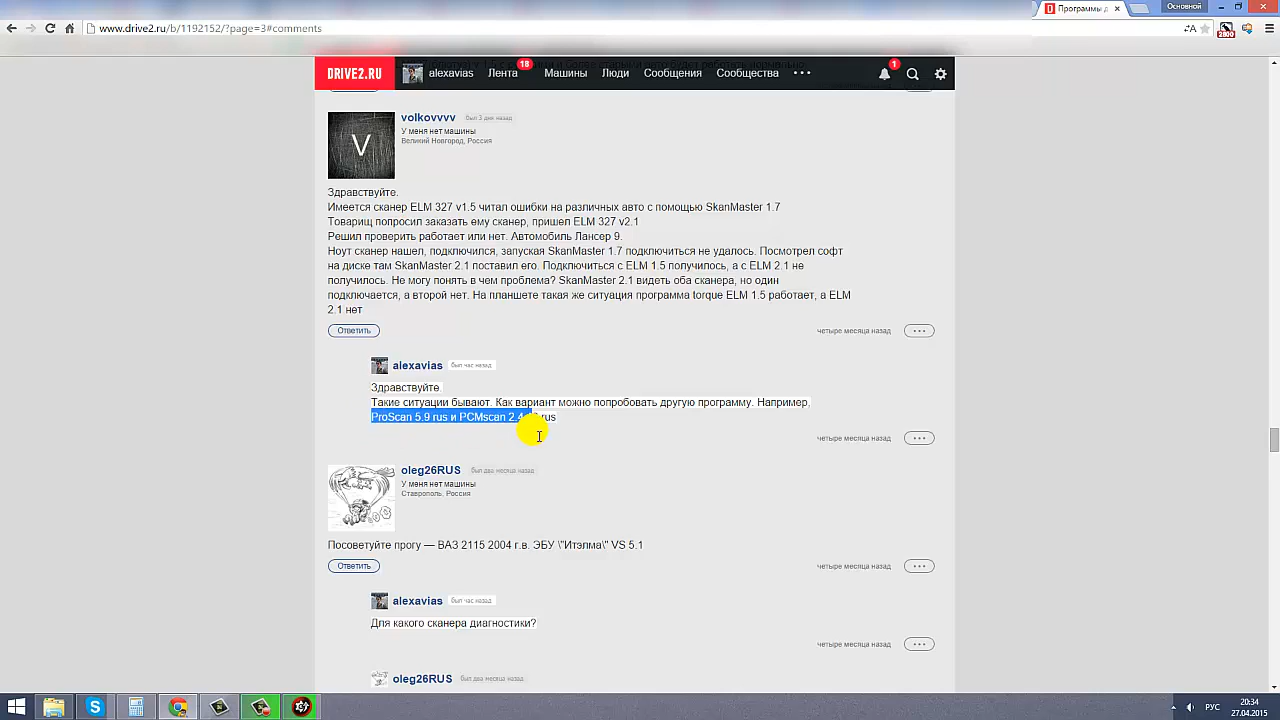 Программы д
Основной
www.drive2.ru/b/1192152/?page=3#comments
2800
DRIVE2.RU alexavias Лента 18 Машины Люди Сообщения Сообщества 1
V
volkovvvv был 3 дня назад
У меня нет машины
Великий Новгород, Россия
Здравствуйте.
Имеется сканер ELM 327 v1.5 читал ошибки на различных авто с помощью SkanMaster 1.7
Товарищ попросил заказать ему сканер, пришел ELM 327 v2.1
Решил проверить работает или нет. Автомобиль Лансер 9.
Ноут сканер нашел, подключился, запуская SkanMaster 1.7 подключиться не удалось. Посмотрел софт
на диске там SkanMaster 2.1 поставил его. Подключиться с ELM 1.5 получилось, а с ELM 2.1 не
получилось. Не могу понять в чем проблема? SkanMaster 2.1 видеть оба сканера, но один
подключается, а второй нет. На планшете такая же ситуация программа torque ELM 1.5 работает, а ELM
2.1 нет
Ответить четыре месяца назад
alexavias был час назад
Здравствуйте.
Такие ситуации бывают. Как вариант можно попробовать другую программу. Например,
ProScan 5.9 rus и PCMscan 2.4 rus
четыре месяца назад
oleg26RUS был два месяца назад
У меня нет машины
Ставрополь, Россия
Посоветуйте прогу — ВАЗ 2115 2004 г.в. ЭБУ \"Итэлма\" VS 5.1
Ответить четыре месяца назад
alexavias был час назад
Для какого сканера диагностики?
четыре месяца назад
oleg26RUS был два месяца назад
РУС
20:34
27.04.2015